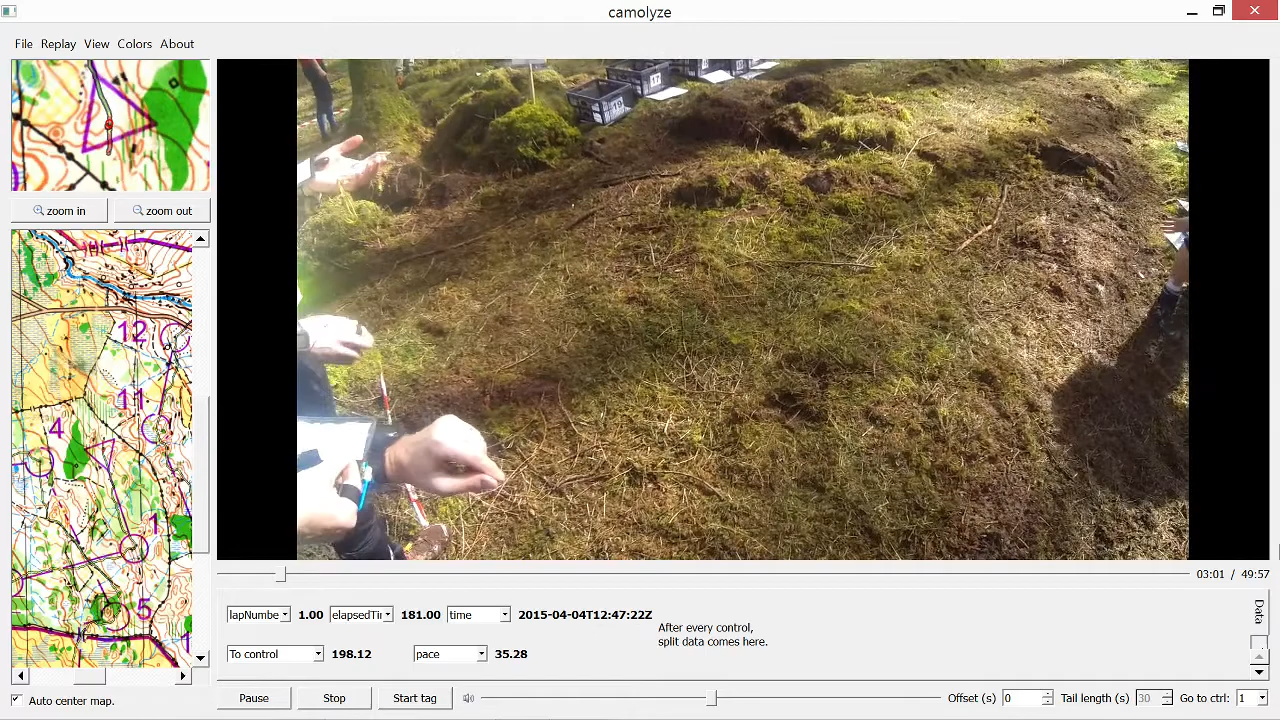 camolyze
File Replay View Colors About
zoom in
zoom out
12
11
4
1
5
19
17
03:01 / 49:57
lapNumbe 1.00 elapsedTir 181.00 time 2015-04-04T12:47:22Z
After every control,
split data comes here.
To control 198.12 pace 35.28
Data
Auto center map.
Pause Stop Start tag Offset (s) 0 Tail length (s) 30 Go to ctrl: 1